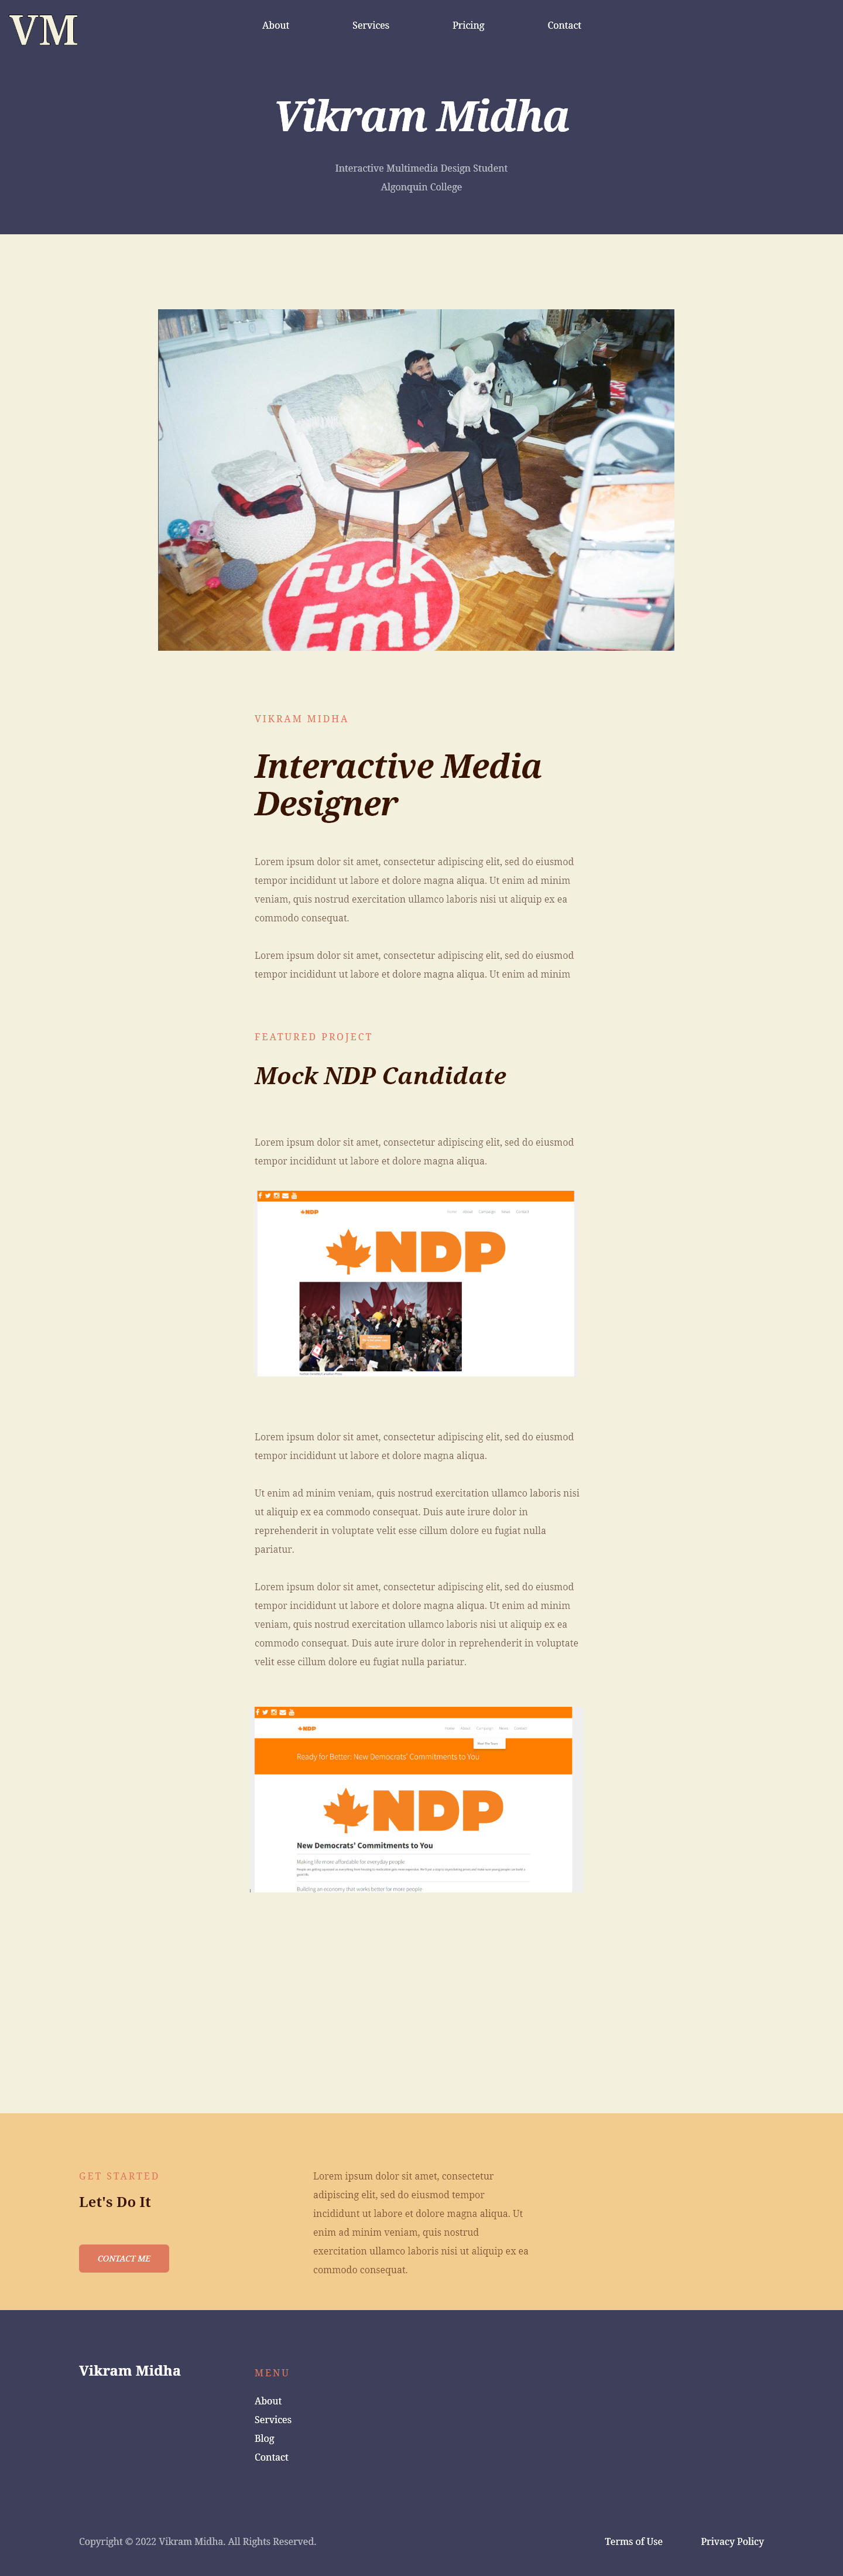 VM
About Services Pricing Contact
Vikram Midha
Interactive Multimedia Design Student
Algonquin College
Fuck
Em!
VIKRAM MIDHA
Interactive Media
Designer
Lorem ipsum dolor sit amet, consectetur adipiscing elit, sed do eiusmod
tempor incididunt ut labore et dolore magna aliqua. Ut enim ad minim
veniam, quis nostrud exercitation ullamco laboris nisi ut aliquip ex ea
commodo consequat.
Lorem ipsum dolor sit amet, consectetur adipiscing elit, sed do eiusmod
tempor incididunt ut labore et dolore magna aliqua. Ut enim ad minim
FEATURED PROJECT
Mock NDP Candidate
Lorem ipsum dolor sit amet, consectetur adipiscing elit, sed do eiusmod
tempor incididunt ut labore et dolore magna aliqua.
NDP
Home About Campaign News Contact
NDP
Lorem ipsum dolor sit amet, consectetur adipiscing elit, sed do eiusmod
tempor incididunt ut labore et dolore magna aliqua.
Ut enim ad minim veniam, quis nostrud exercitation ullamco laboris nisi
ut aliquip ex ea commodo consequat. Duis aute irure dolor in
reprehenderit in voluptate velit esse cillum dolore eu fugiat nulla
pariatur.
Lorem ipsum dolor sit amet, consectetur adipiscing elit, sed do eiusmod
tempor incididunt ut labore et dolore magna aliqua. Ut enim ad minim
veniam, quis nostrud exercitation ullamco laboris nisi ut aliquip ex ea
commodo consequat. Duis aute irure dolor in reprehenderit in voluptate
velit esse cillum dolore eu fugiat nulla pariatur.
NDP
Home About Campaign News Contact
Meet The Team
Ready for Better: New Democrats' Commitments to You
NDP
New Democrats' Commitments to You
Making life more affordable for everyday people
Building an economy that works better for more people
GET STARTED
Let's Do It
CONTACT ME
Lorem ipsum dolor sit amet, consectetur
adipiscing elit, sed do eiusmod tempor
incididunt ut labore et dolore magna aliqua. Ut
enim ad minim veniam, quis nostrud
exercitation ullamco laboris nisi ut aliquip ex ea
commodo consequat.
Vikram Midha
MENU
About
Services
Blog
Contact
Copyright © 2022 Vikram Midha. All Rights Reserved.
Terms of Use Privacy Policy